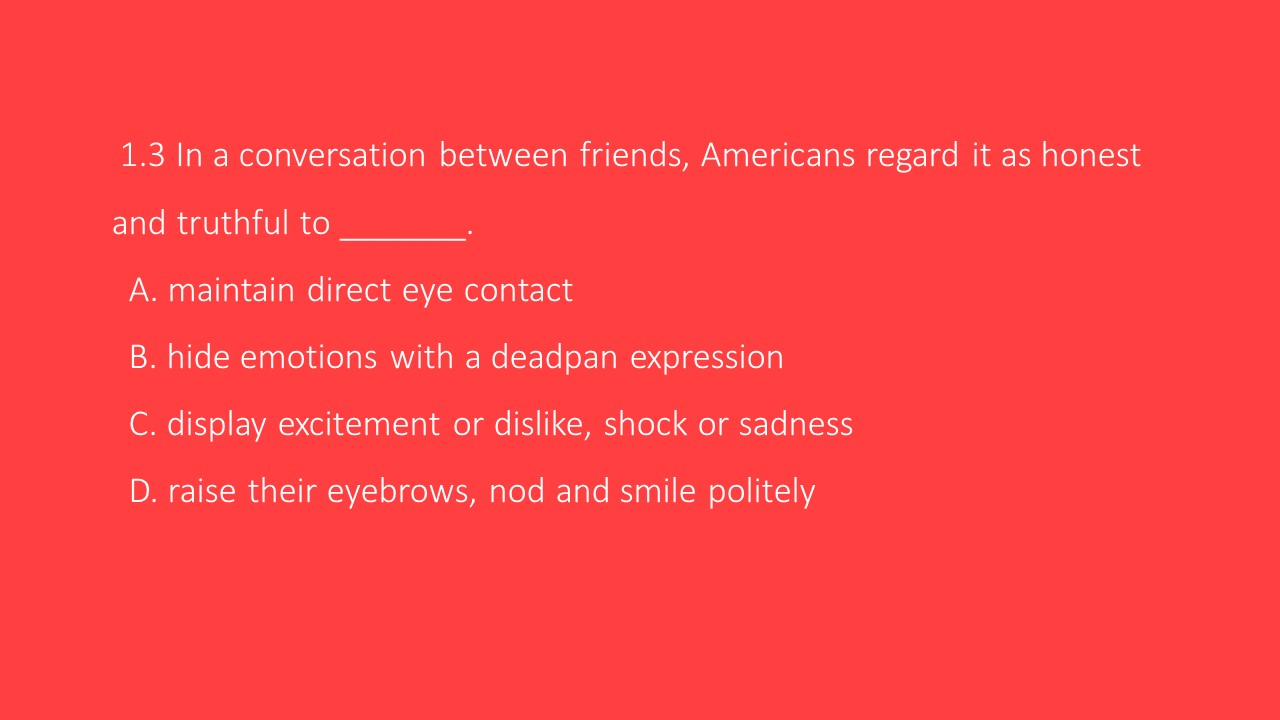 1.3 In a conversation between friends, Americans regard it as honest
and truthful to _______.
A. maintain direct eye contact
B. hide emotions with a deadpan expression
C. display excitement or dislike, shock or sadness
D. raise their eyebrows, nod and smile politely